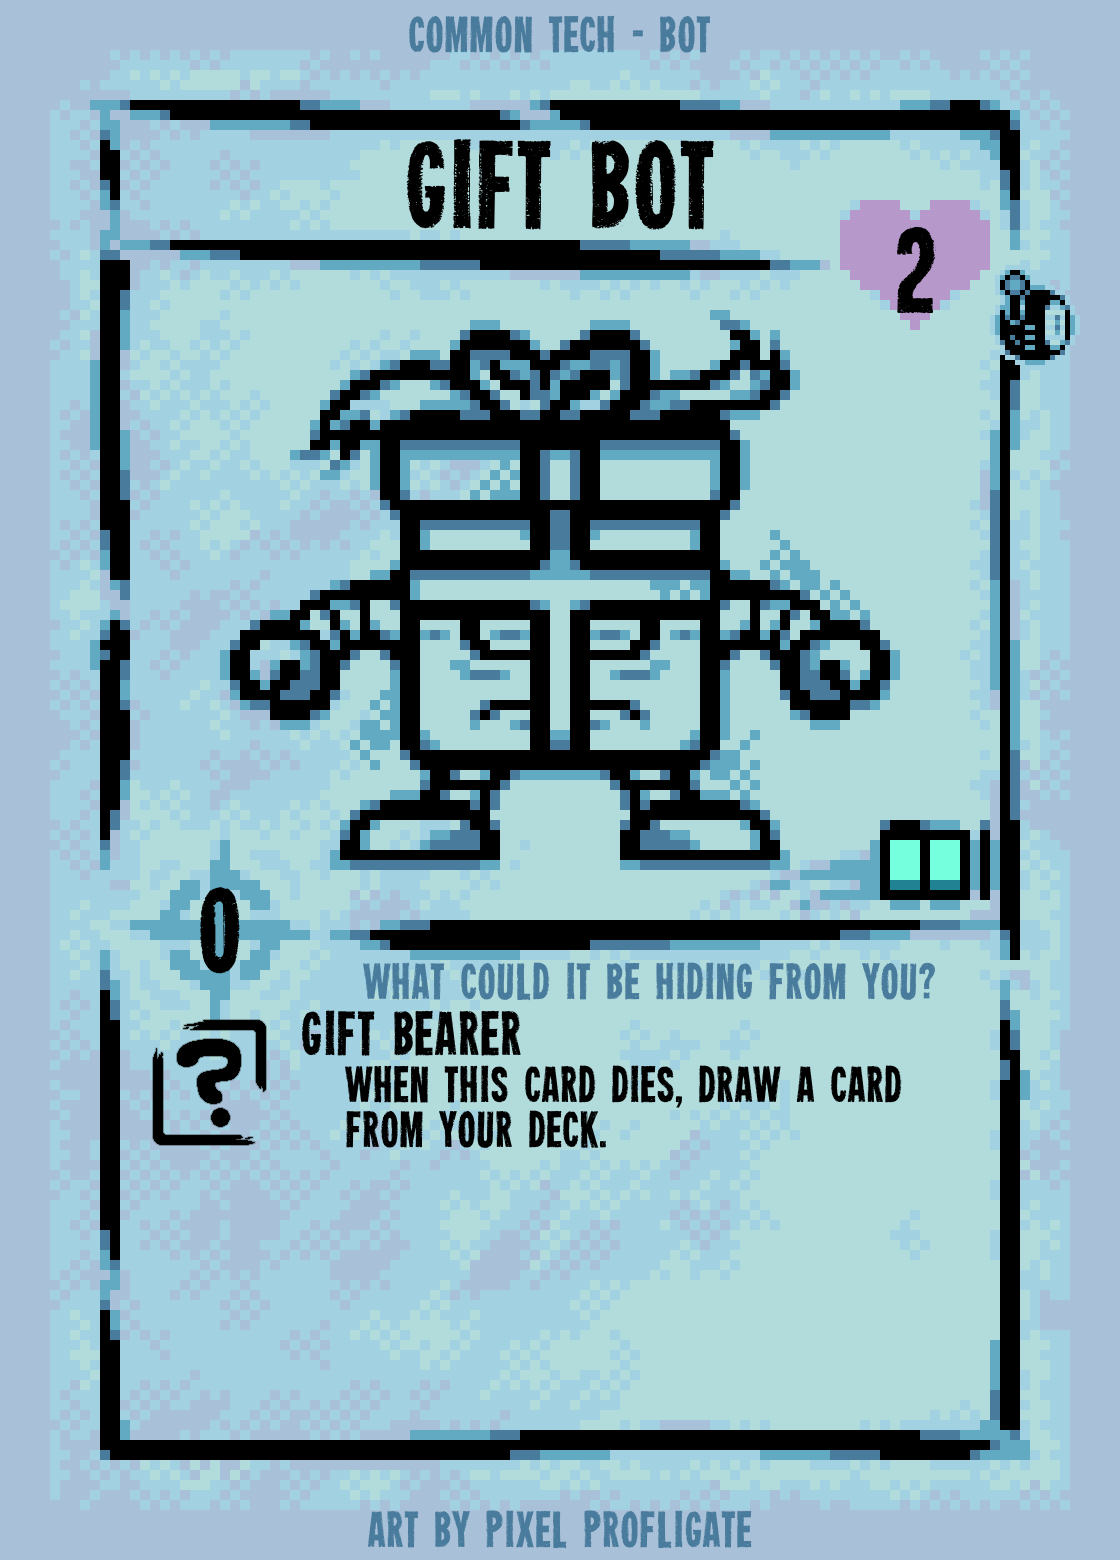 COMMON TECH - BOT
GIFT BOT
2
0
WHAT COULD IT BE HIDING FROM YOU?
?
GIFT BEARER
WHEN THIS CARD DIES, DRAW A CARD
FROM YOUR DECK.
ART BY PIXEL PROFLIGATE